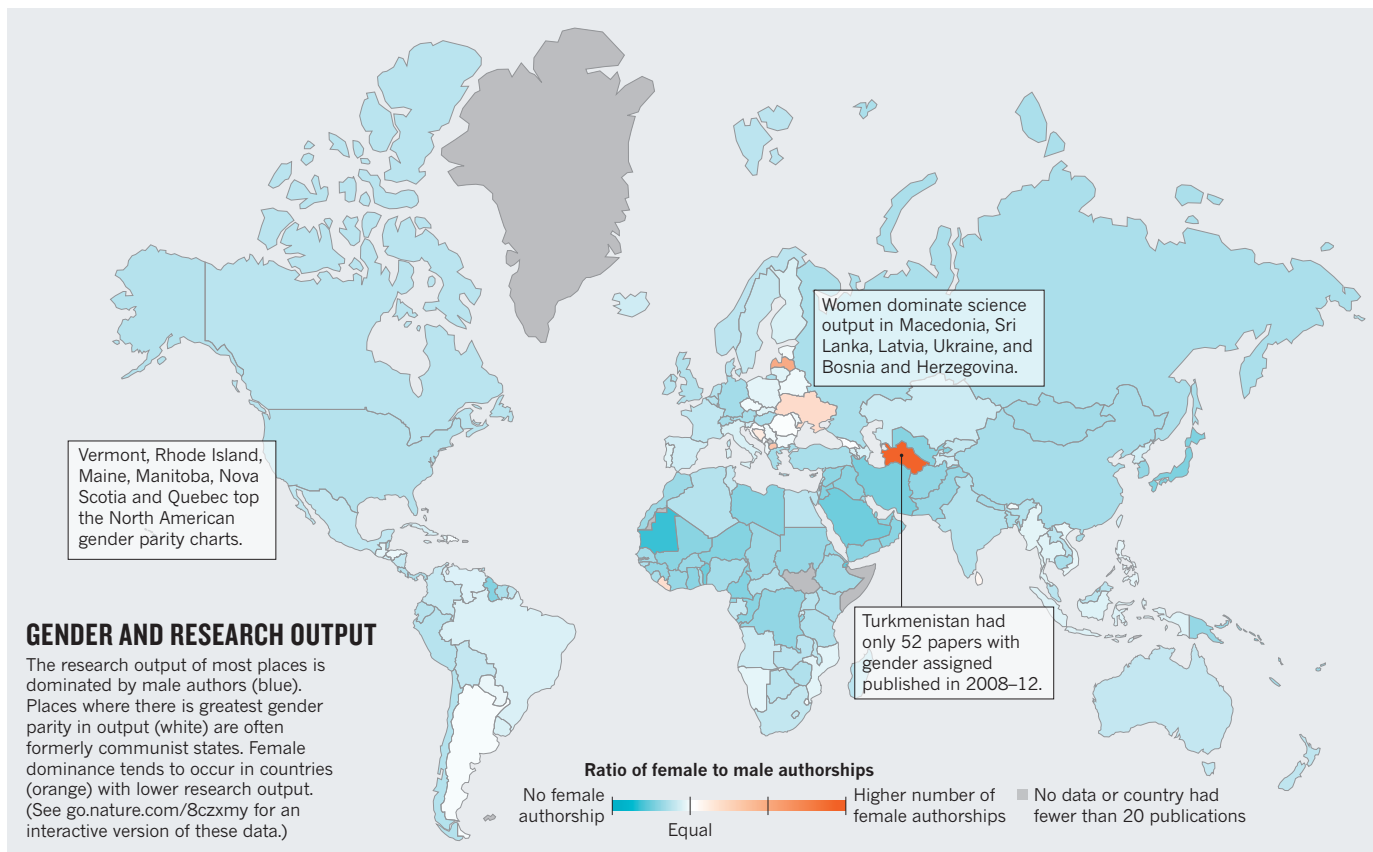 Women dominate science
output in Macedonia, Sri
Lanka, Latvia, Ukraine, and
Bosnia and Herzegovina.
Vermont, Rhode Island,
Maine, Manitoba, Nova
Scotia and Quebec top
the North American
gender parity charts.
Turkmenistan had
only 52 papers with
gender assigned
published in 2008–12.
GENDER AND RESEARCH OUTPUT
The research output of most places is
dominated by male authors (blue).
Places where there is greatest gender
parity in output (white) are often
formerly communist states. Female
dominance tends to occur in countries
(orange) with lower research output.
(See go.nature.com/8czxmy for an
interactive version of these data.)
Ratio of female to male authorships
No female
authorship
Equal
Higher number of
female authorships
No data or country had
fewer than 20 publications